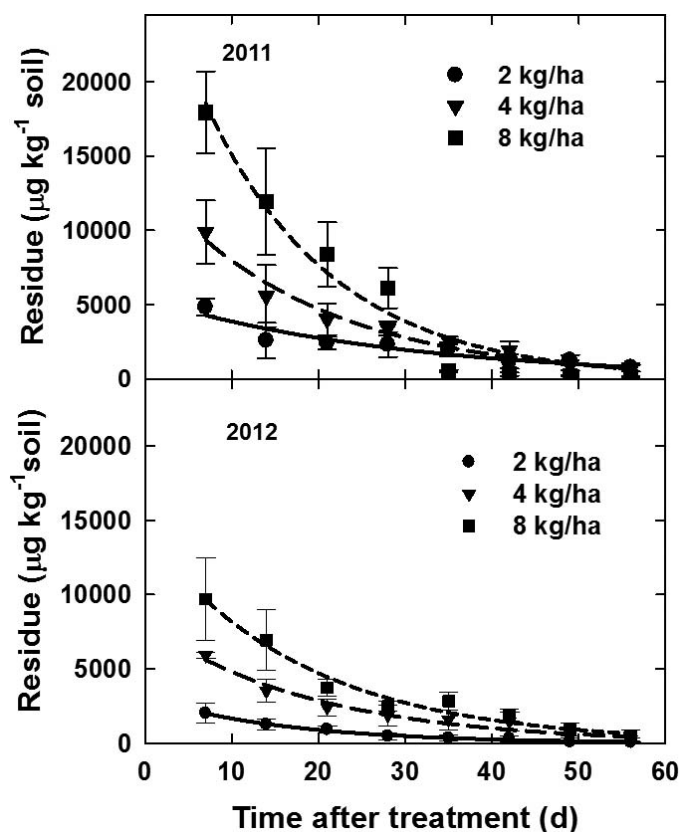 2011
2 kg/ha
4 kg/ha
8 kg/ha
20000
15000
10000
5000
0
Residue (μg kg⁻¹ soil)
2012
2 kg/ha
4 kg/ha
8 kg/ha
20000
15000
10000
5000
0
Residue (μg kg⁻¹soil)
0 10 20 30 40 50 60
Time after treatment (d)